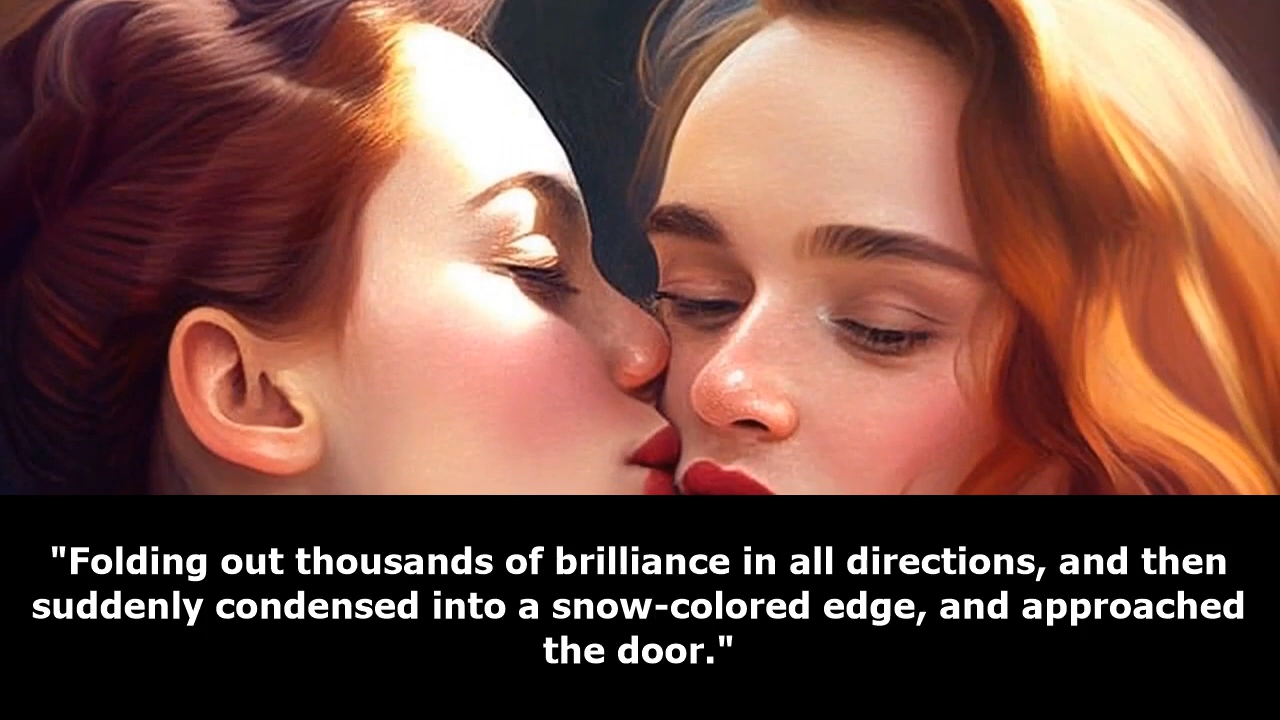 "Folding out thousands of brilliance in all directions, and then
suddenly condensed into a snow-colored edge, and approached
the door."